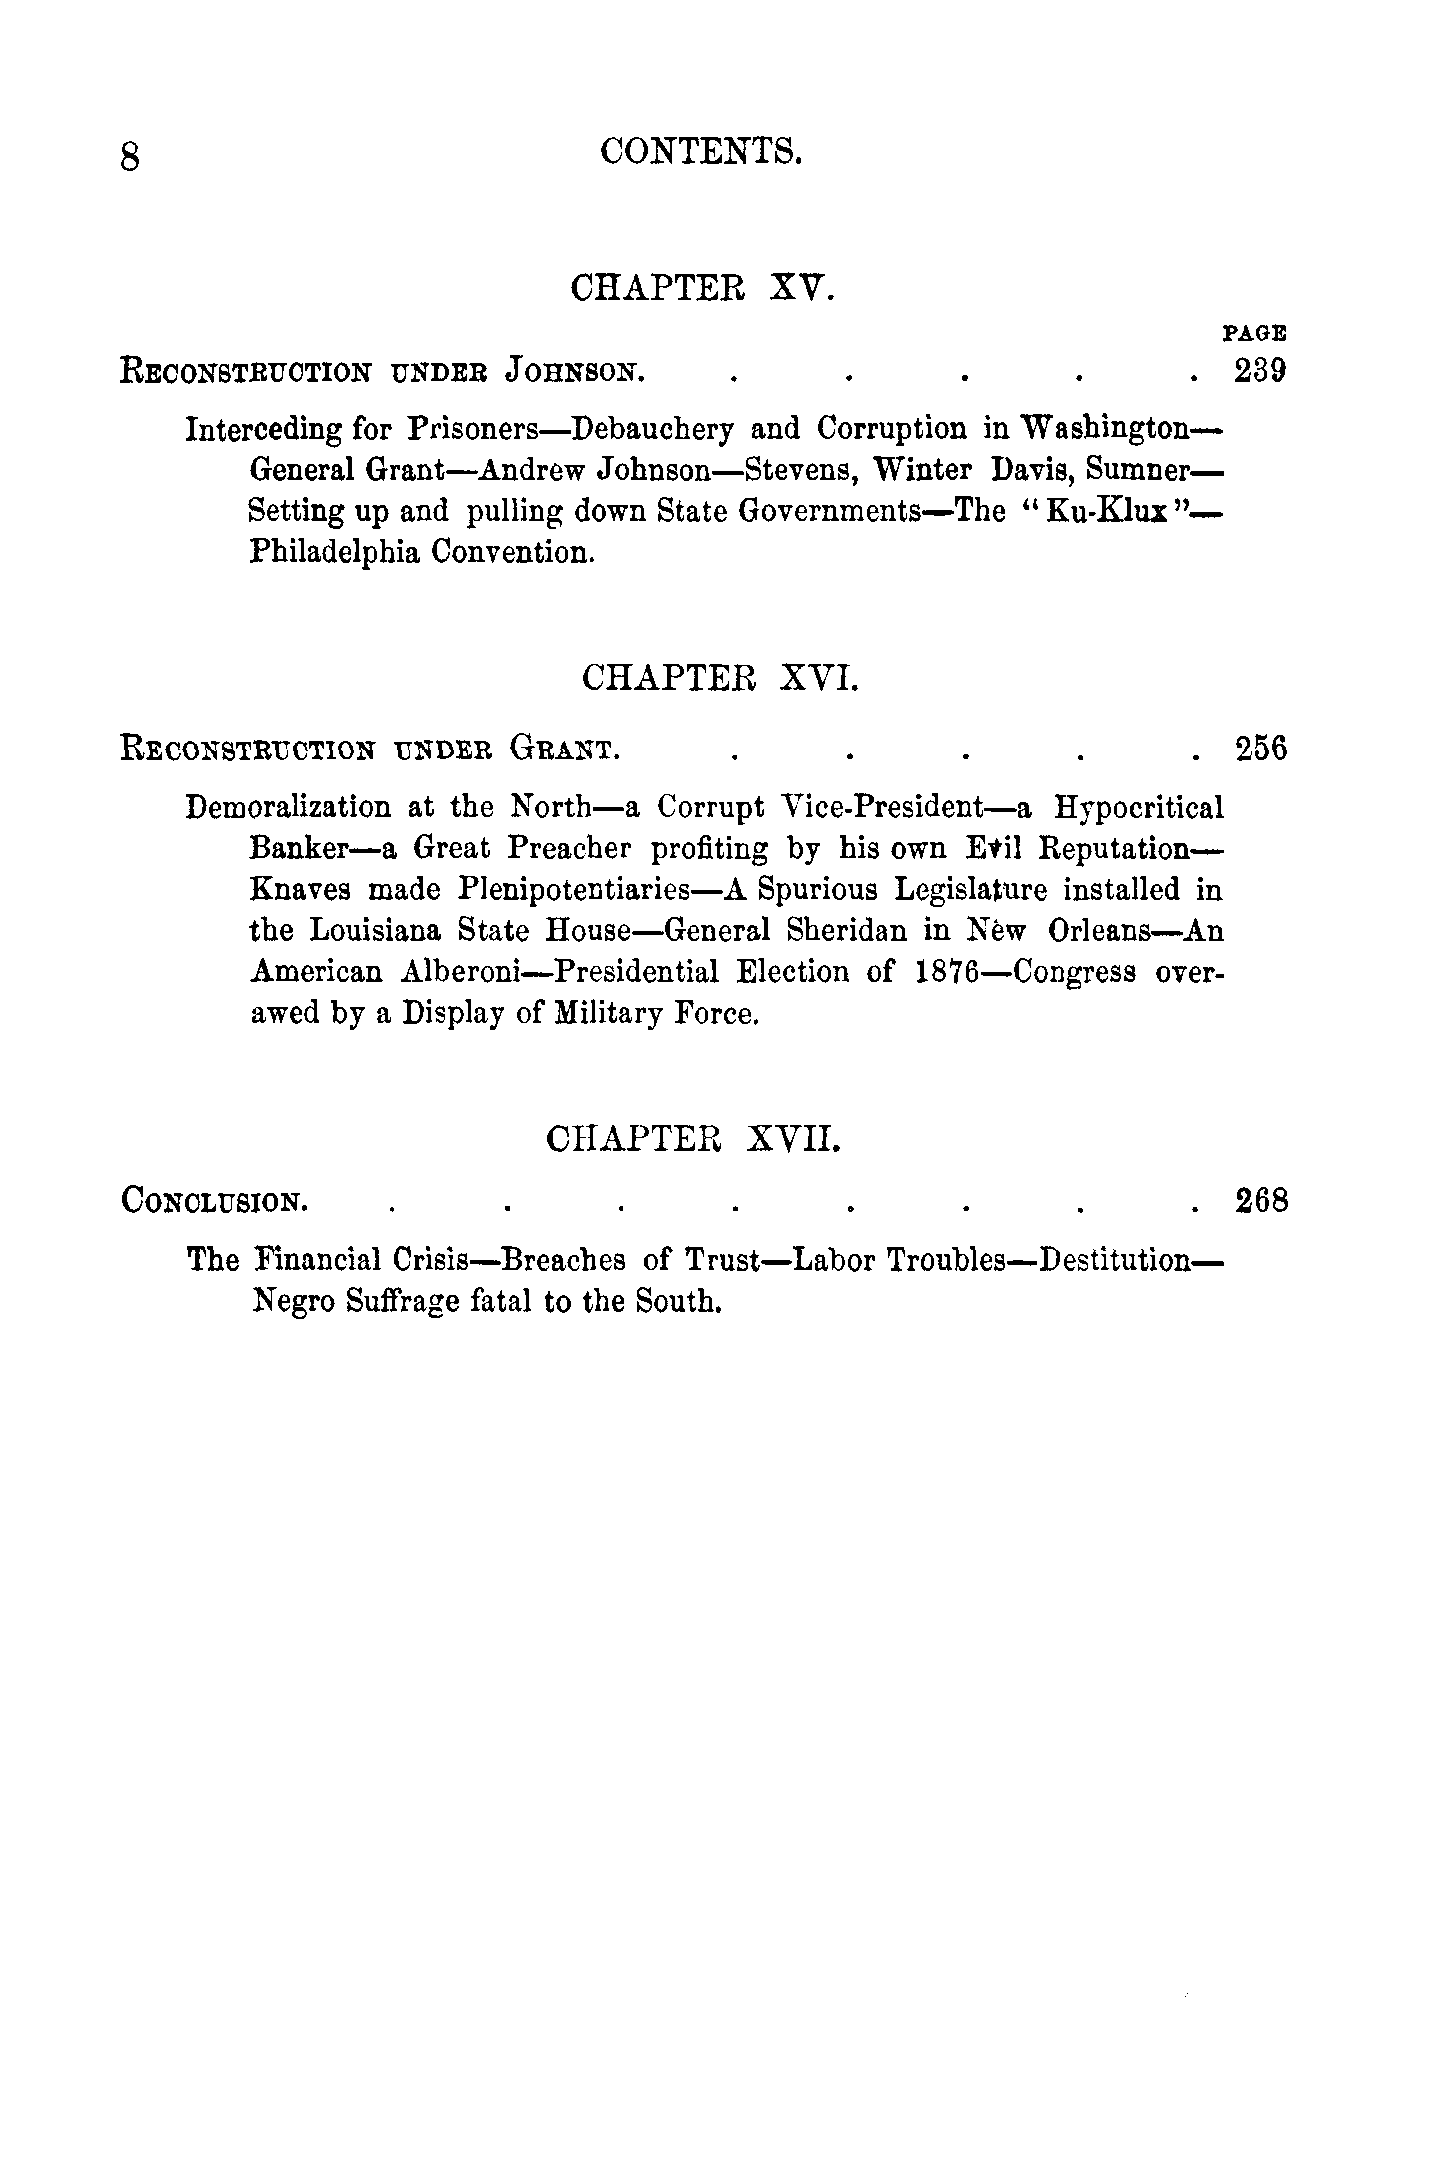 8 CONTENTS.
CHAPTER XV.
PAGE
RECONSTRUCTION UNDER JOHNSON. . . . . . 239
Interceding for Prisoners—Debauchery and Corruption in Washington—
General Grant—Andrew Johnson—Stevens, Winter Davis, Sumner—
Setting up and pulling down State Governments—The “Ku-Klux”—
Philadelphia Convention.
CHAPTER XVI.
RECONSTRUCTION UNDER GRANT. . . . . . 256
Demoralization at the North—a Corrupt Vice-President—a Hypocritical
Banker—a Great Preacher profiting by his own Evil Reputation—
Knaves made Plenipotentiaries—A Spurious Legislature installed in
the Louisiana State House—General Sheridan in New Orleans—An
American Alberoni—Presidential Election of 1876—Congress over-
awed by a Display of Military Force.
CHAPTER XVII.
CONCLUSION. . . . . . . . . 268
The Financial Crisis—Breaches of Trust—Labor Troubles—Destitution—
Negro Suffrage fatal to the South.